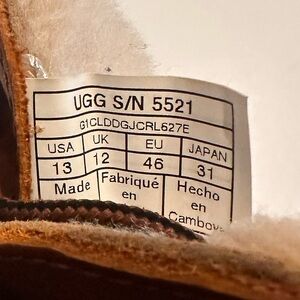 UGG S/N 5521
G1CLDDGJCRL627E
USA UK EU JAPAN
13 12 46 31
Made Fabriqué Hecho
en en